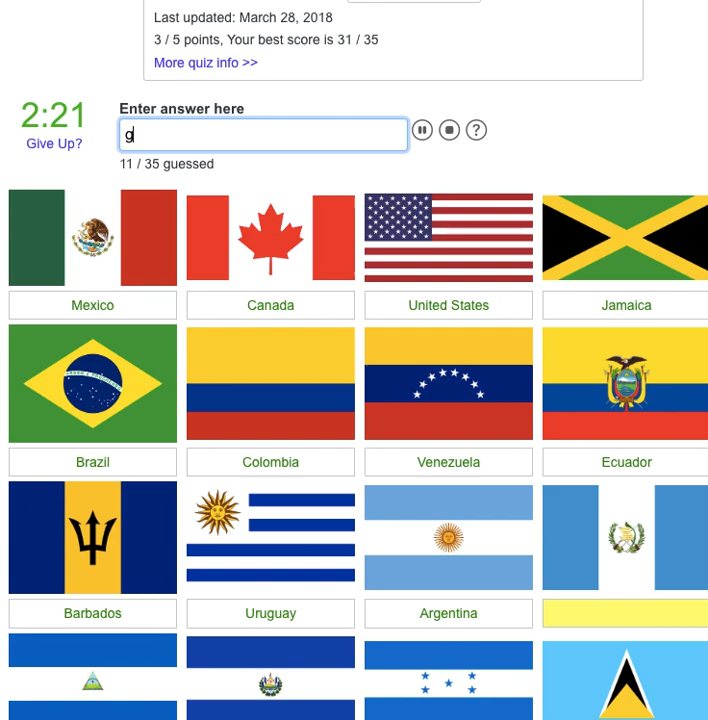 Last updated: March 28, 2018
3 / 5 points, Your best score is 31 / 35
More quiz info >>
2:21
Give Up?
Enter answer here
g
?
11 / 35 guessed
Mexico
Canada
United States
Jamaica
Brazil
Colombia
Venezuela
Ecuador
Barbados
Uruguay
Argentina